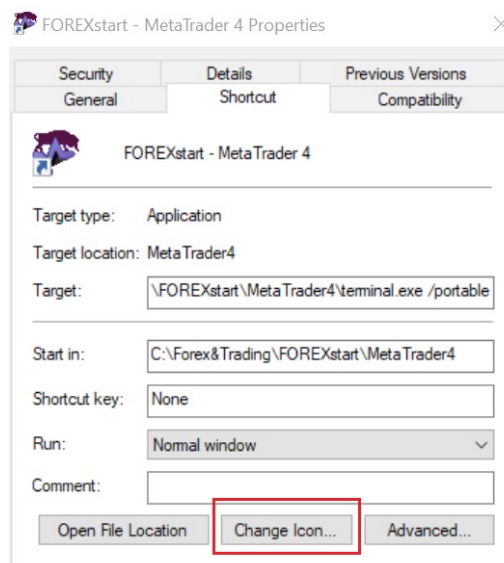 FOREXstart - MetaTrader 4 Properties
Security Details Previous Versions
General Shortcut Compatibility
FOREXstart - MetaTrader 4
Target type: Application
Target location: MetaTrader4
Target: \FOREXstart\MetaTrader4\terminal.exe /portable
Start in: C:\Forex&Trading\FOREXstart\MetaTrader4
Shortcut key: None
Run: Normal window
Comment:
Open File Location Change Icon... Advanced...